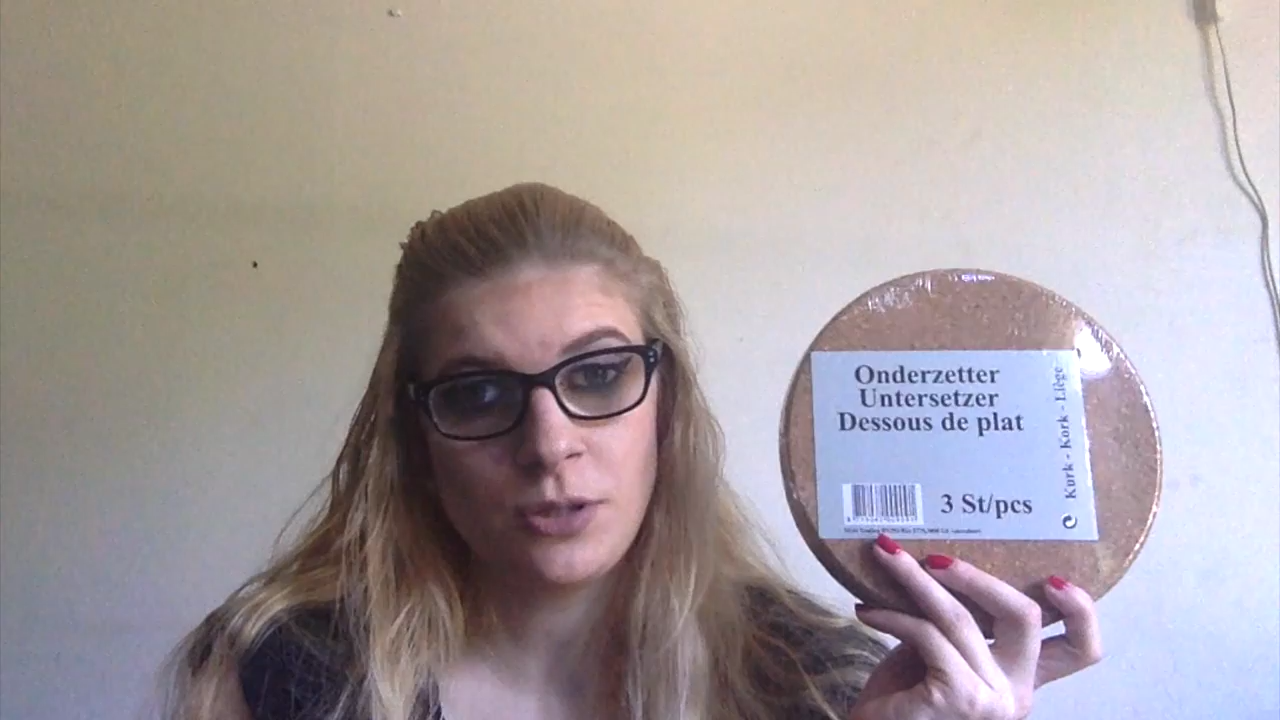 Onderzetter
Untersetzer
Dessous de plat
Kurk - Kork - Liège
3 St/pcs